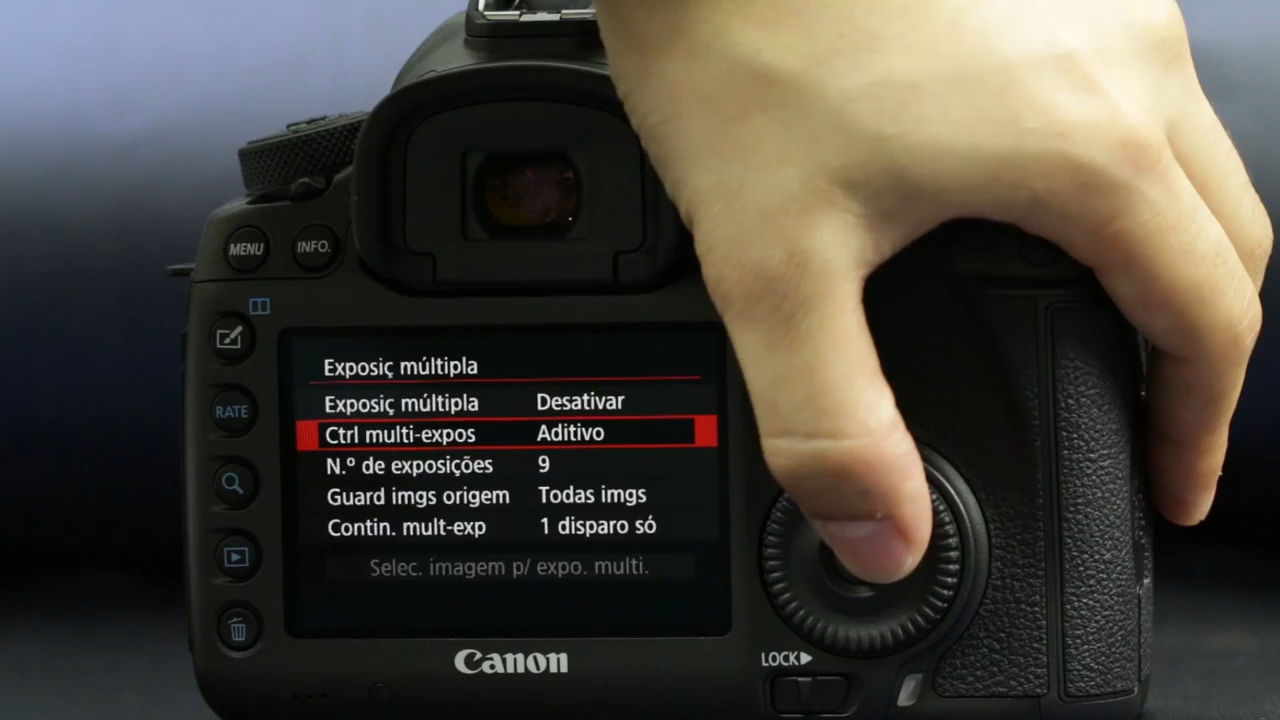 MENU INFO.
RATE
Exposiç múltipla
Exposiç múltipla Desativar
Ctrl multi-expos Aditivo
N.º de exposições 9
Guard imgs origem Todas imgs
Contin. mult-exp 1 disparo só
Selec. imagem p/ expo. multi.
Canon
LOCK